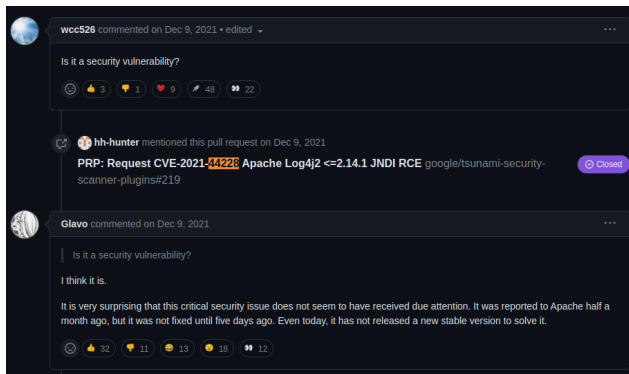 wcc526 commented on Dec 9, 2021 • edited
Is it a security vulnerability?
3 1 9 48 22
hh-hunter mentioned this pull request on Dec 9, 2021
PRP: Request CVE-2021-44228 Apache Log4j2 <=2.14.1 JNDI RCE google/tsunami-security-
scanner-plugins#219
Closed
Glavo commented on Dec 9, 2021
Is it a security vulnerability?
I think it is.
It is very surprising that this critical security issue does not seem to have received due attention. It was reported to Apache half a
month ago, but it was not fixed until five days ago. Even today, it has not released a new stable version to solve it.
32 11 13 18 12